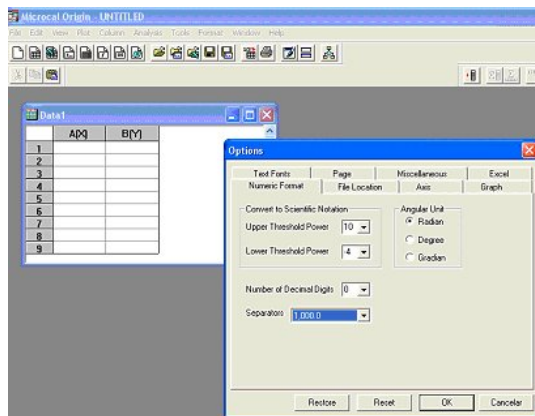 Microcal Origin - UNTITLED
File Edit View Plot Column Analysis Tools Format Window Help
Data1
A(X) B(Y)
1
2
3
4
5
6
7
8
9
Options
Text Fonts Page Miscellaneous Excel
Numeric Format File Location Axis Graph
Convert to Scientific Notation
Upper Threshold Power 10
Lower Threshold Power -4
Angular Unit
Radian
Degree
Gradian
Number of Decimal Digits 0
Separators 1,000.0
Restore Reset OK Cancelar